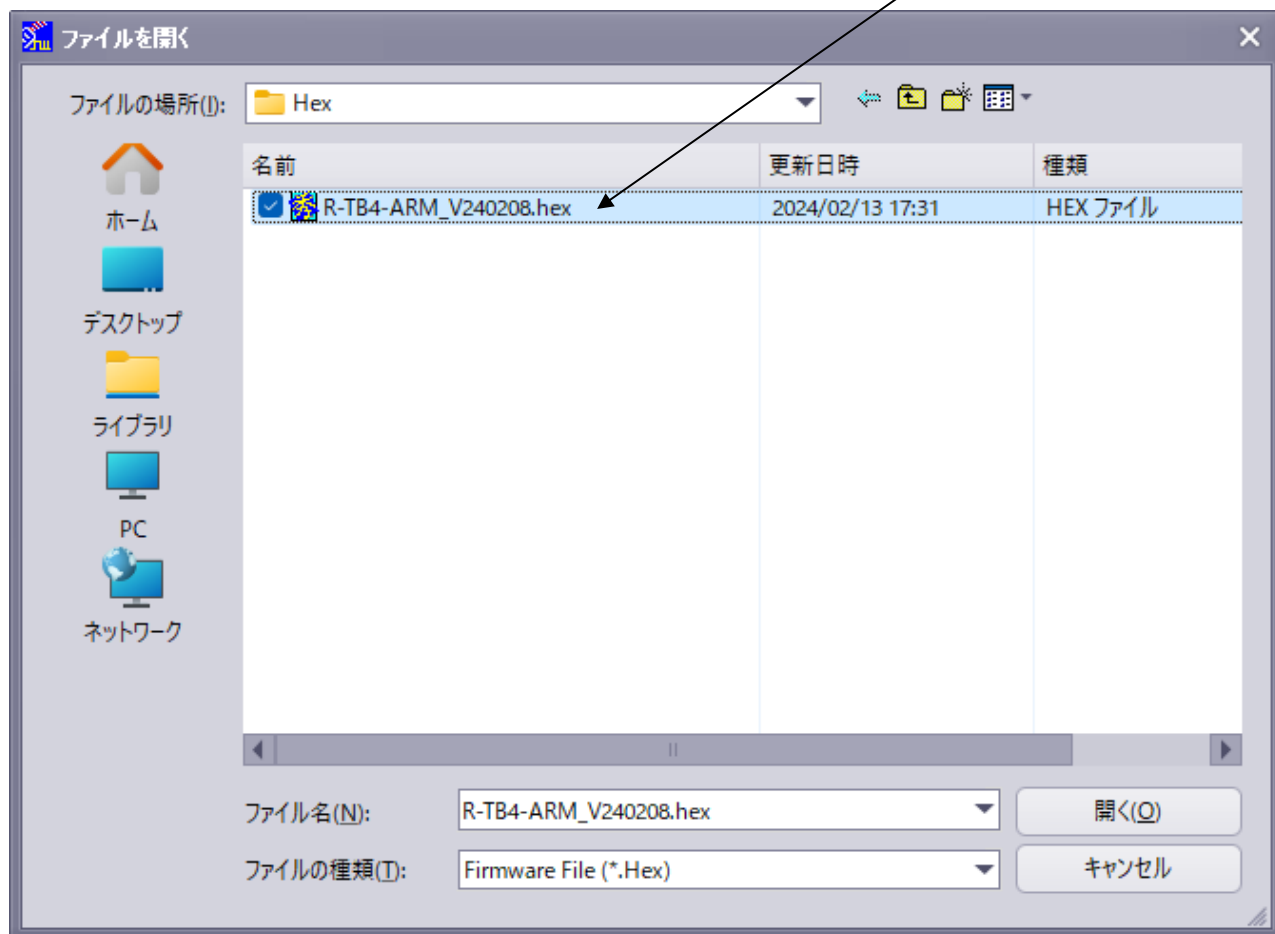 ファイルを開く
ファイルの場所(I): Hex
名前 更新日時 種類
R-TB4-ARM_V240208.hex 2024/02/13 17:31 HEX ファイル
ホーム
デスクトップ
ライブラリ
PC
ネットワーク
ファイル名(N): R-TB4-ARM_V240208.hex 開く(O)
ファイルの種類(T): Firmware File (*.Hex) キャンセル